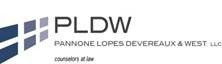 PLDW
PANNONE LOPES DEVEREAUX & WEST LLC
counselors at law